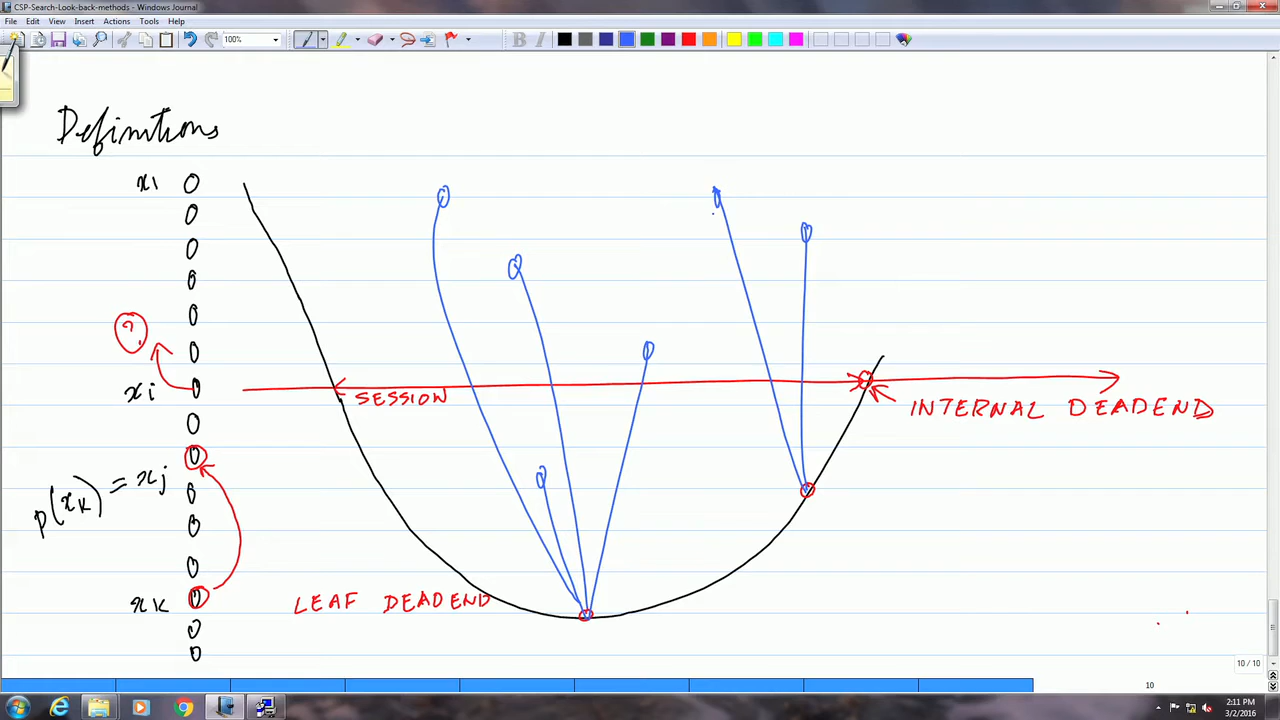 CSP-Search-Look-back-methods - Windows Journal
File Edit View Insert Actions Tools Help
100%
B I
Definitions
x1
?
xi
SESSION
INTERNAL DEADEND
p(xk) = xj
xk
LEAF DEADEND
10 / 10
10
2:11 PM
3/2/2016